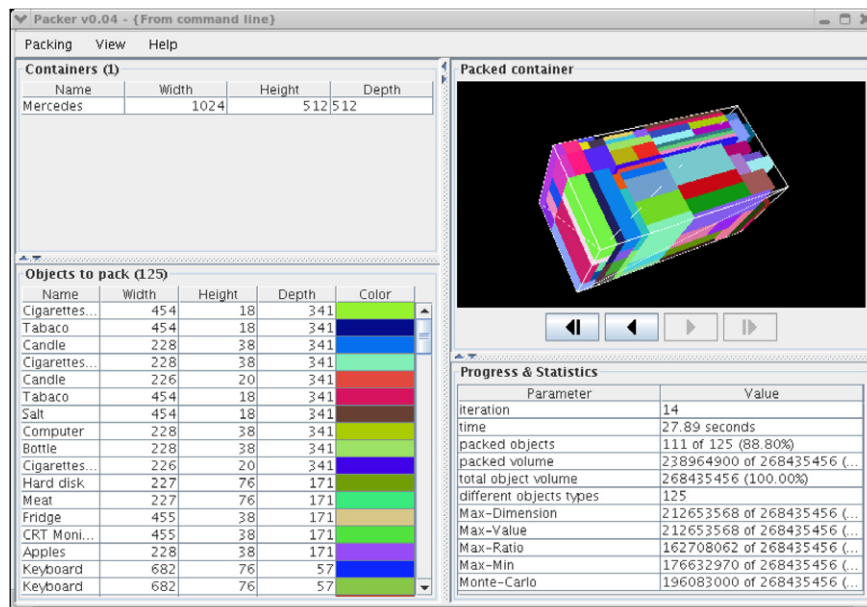 Packer v0.04 - {From command line}
Packing View Help
Containers (1)
Name Width Height Depth
Mercedes 1024 512 512
Objects to pack (125)
Name Width Height Depth Color
Cigarettes... 454 18 341
Tabaco 454 18 341
Candle 228 38 341
Cigarettes... 228 38 341
Candle 226 20 341
Tabaco 454 18 341
Salt 454 18 341
Computer 228 38 341
Bottle 228 38 341
Cigarettes... 226 20 341
Hard disk 227 76 171
Meat 227 76 171
Fridge 455 38 171
CRT Moni... 455 38 171
Apples 228 38 171
Keyboard 682 76 57
Keyboard 682 76 57
Packed container
Progress & Statistics
Parameter Value
iteration 14
time 27.89 seconds
packed objects 111 of 125 (88.80%)
packed volume 238964900 of 268435456 (...
total object volume 268435456 (100.00%)
different objects types 125
Max-Dimension 212653568 of 268435456 (...
Max-Value 212653568 of 268435456 (...
Max-Ratio 162708062 of 268435456 (...
Max-Min 176632970 of 268435456 (...
Monte-Carlo 196083000 of 268435456 (...